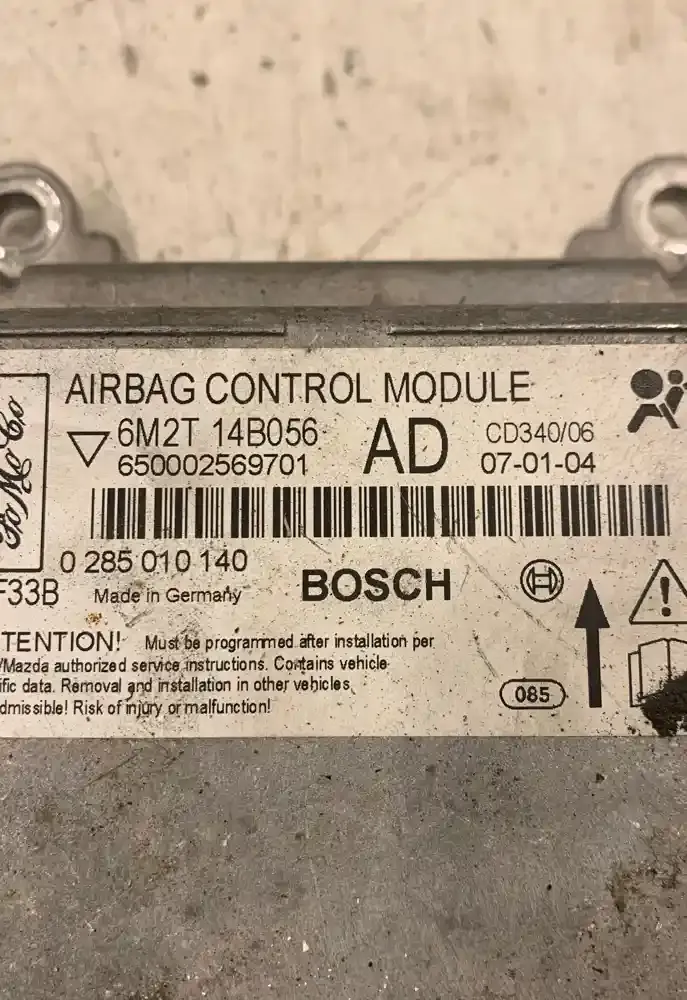 AIRBAG CONTROL MODULE
6M2T 14B056 AD CD340/06
650002569701 07-01-04
FoMoCo
0 285 010 140
F33B Made in Germany BOSCH
TENTION! Must be programmed after installation per
/Mazda authorized service instructions. Contains vehicle
ific data. Removal and installation in other vehicles
dmissible! Risk of injury or malfunction!
085